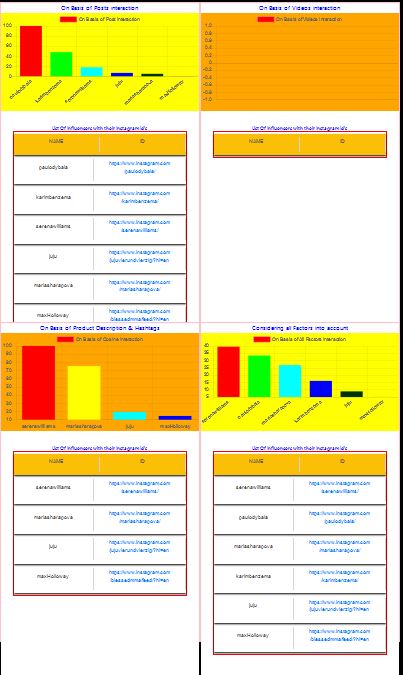 On Basis of Posts interaction
On Basis of Post Interaction
100
80
60
40
20
0
paulodybala
karimbenzema
serenawilliams
juju
mariasharapova
maxHolloway
List Of Influencers with their Instagram id's
NAME ID
paulodybala https://www.instagram.com
/paulodybala/
karimbenzema https://www.instagram.com
/karimbenzema/
serenawilliams https://www.instagram.com
/serenawilliams/
juju https://www.instagram.com
/jujuvierundvierzig/?hl=en
mariasharapova https://www.instagram.com
/mariasharapova/
maxHolloway https://www.instagram.com
/blessedmmafeed/?hl=en
On Basis of Videos interaction
On Basis of Videos Interaction
1.0
0.8
0.6
0.4
0.2
0
-0.2
-0.4
-0.6
-0.8
-1.0
List Of Influencers with their Instagram id's
NAME ID
On Basis of Product Description & Hashtags
On Basis of Cosine Interaction
100
90
80
70
60
50
40
30
20
10
serenawilliams mariasharapova juju maxHolloway
List Of Influencers with their Instagram id's
NAME ID
serenawilliams https://www.instagram.com
/serenawilliams/
mariasharapova https://www.instagram.com
/mariasharapova/
juju https://www.instagram.com
/jujuvierundvierzig/?hl=en
maxHolloway https://www.instagram.com
/blessedmmafeed/?hl=en
Considering all Factors into account
On Basis of All Factors Interaction
40
35
30
25
20
15
10
5
serenawilliams
paulodybala
mariasharapova
karimbenzema
juju
maxHolloway
List Of Influencers with their Instagram id's
NAME ID
serenawilliams https://www.instagram.com
/serenawilliams/
paulodybala https://www.instagram.com
/paulodybala/
mariasharapova https://www.instagram.com
/mariasharapova/
karimbenzema https://www.instagram.com
/karimbenzema/
juju https://www.instagram.com
/jujuvierundvierzig/?hl=en
maxHolloway https://www.instagram.com
/blessedmmafeed/?hl=en